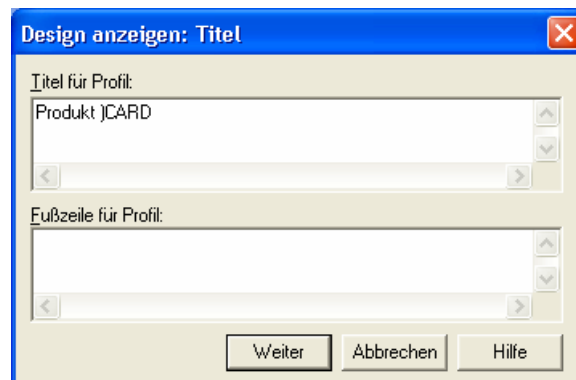 Design anzeigen: Titel
Titel für Profil:
Produkt )CARD
Fußzeile für Profil:
Weiter Abbrechen Hilfe